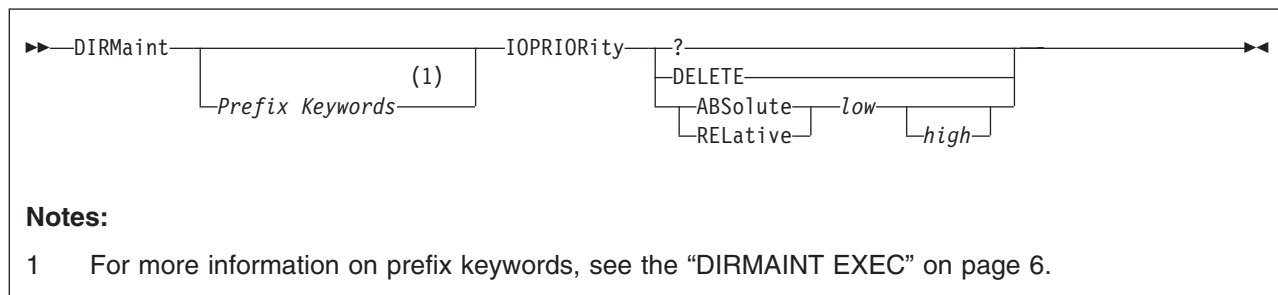 DIRMaint IOPRIORity ?
(1) DELETE
Prefix Keywords ABSolute low
RELative high
Notes:
1 For more information on prefix keywords, see the “DIRMAINT EXEC” on page 6.